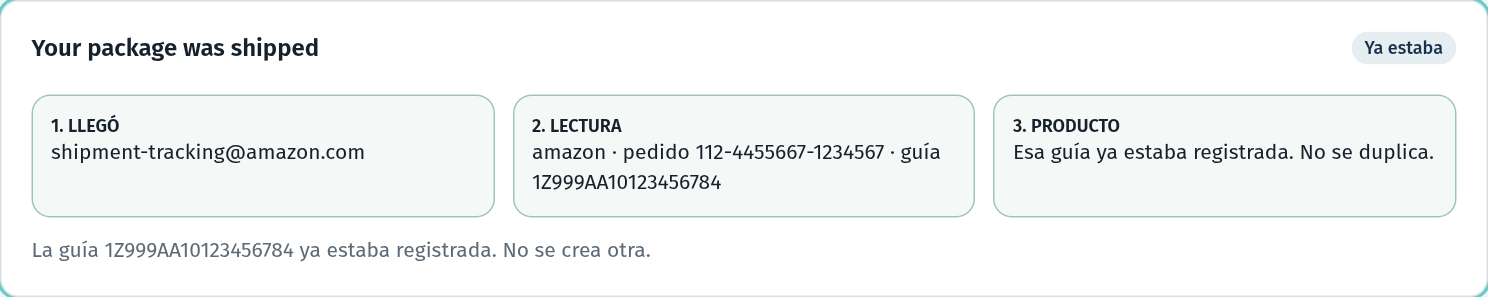 Your package was shipped
Ya estaba
1. LLEGÓ
shipment-tracking@amazon.com
2. LECTURA
amazon · pedido 112-4455667-1234567 · guía
1Z999AA10123456784
3. PRODUCTO
Esa guía ya estaba registrada. No se duplica.
La guía 1Z999AA10123456784 ya estaba registrada. No se crea otra.